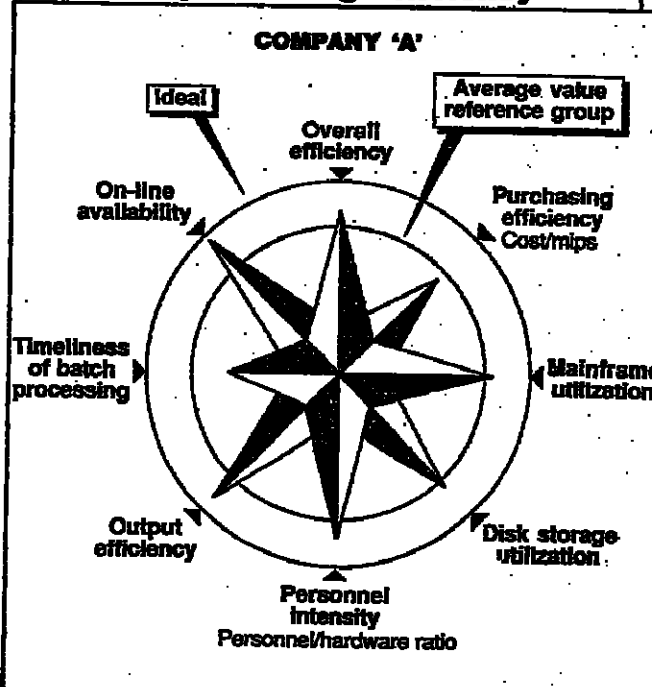 COMPANY 'A'
Ideal
Average value
reference group
Overall
efficiency
On-line
availability
Purchasing
efficiency
Cost/mips
Timeliness
of batch
processing
Mainframe
utilization
Output
efficiency
Disk storage
utilization
Personnel
intensity
Personnel/hardware ratio